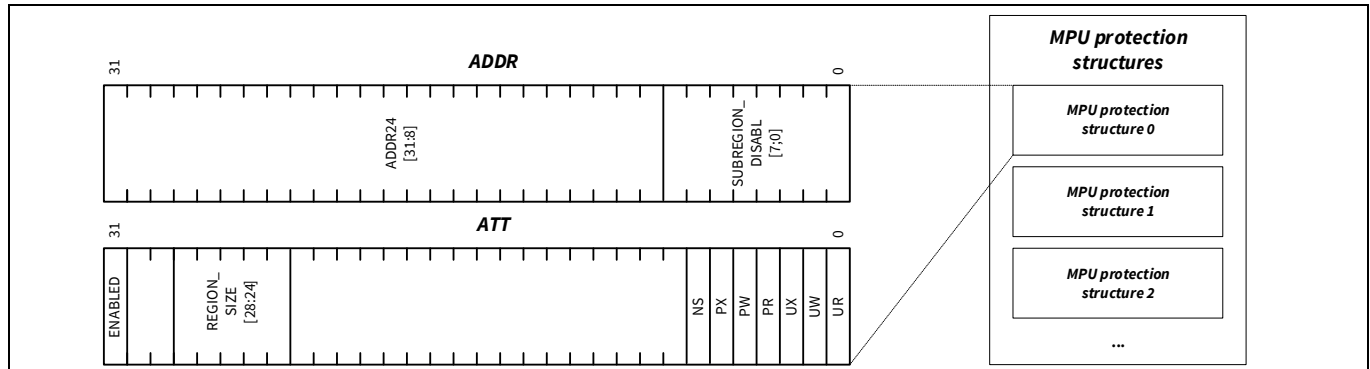 ADDR
31
0
ADDR24
[31:8]
SUBREGION_
DISABL
[7;0]
ATT
31
0
ENABLED
REGION_
SIZE
[28:24]
NS
PX
PW
PR
UX
UW
UR
MPU protection
structures
MPU protection
structure 0
MPU protection
structure 1
MPU protection
structure 2
...